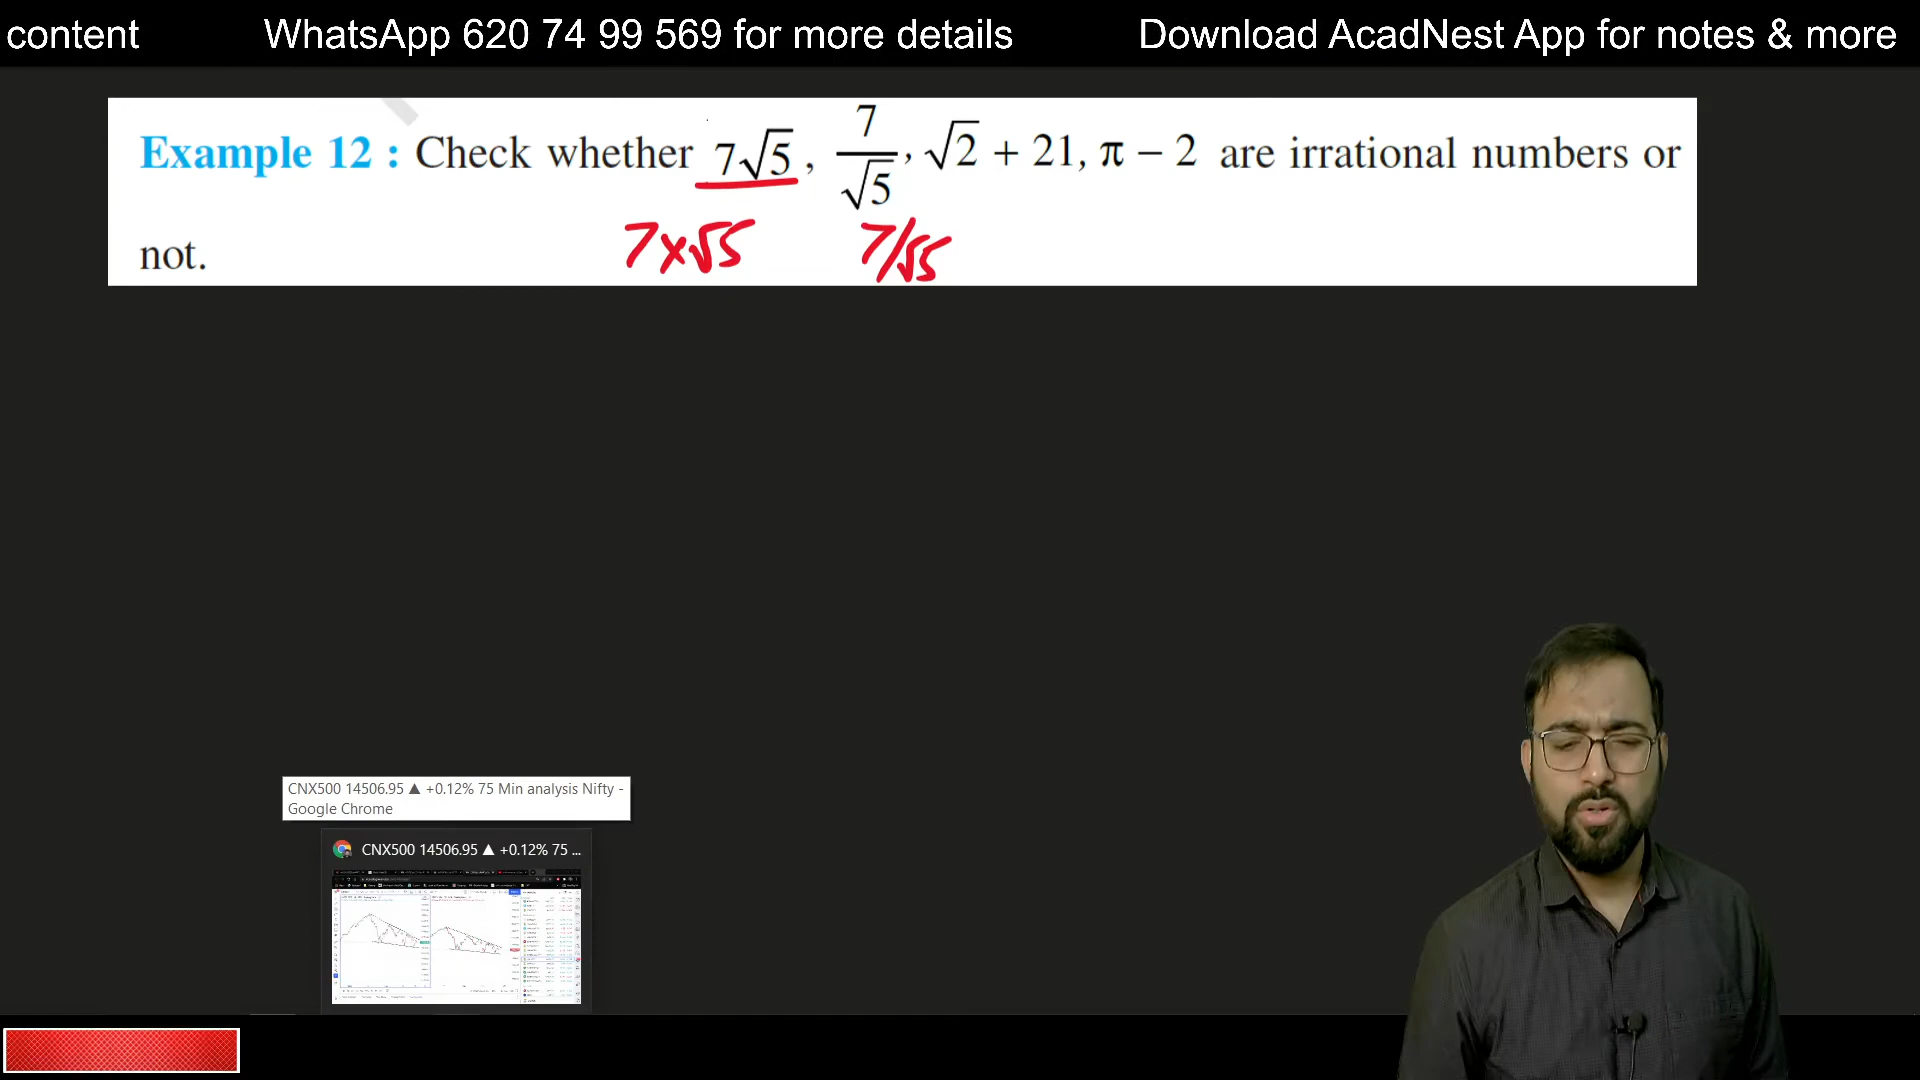 content WhatsApp 620 74 99 569 for more details Download AcadNest App for notes & more
Example 12 : Check whether 7√5, 7/√5, √2 + 21, π – 2 are irrational numbers or
not.
7×√5 7/√5
CNX500 14506.95 ▲ +0.12% 75 Min analysis Nifty -
Google Chrome
CNX500 14506.95 ▲ +0.12% 75 ...